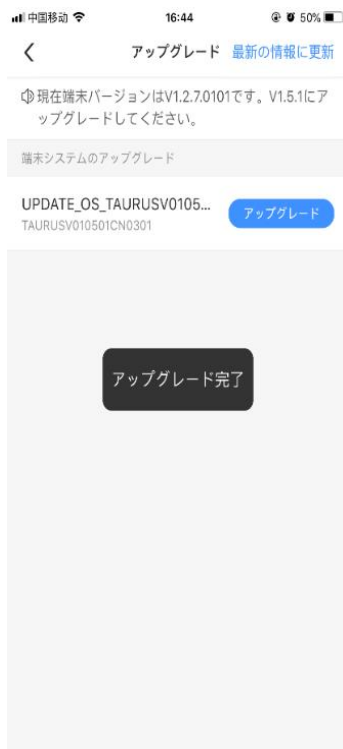 中国移动 16:44 50%
アップグレード 最新の情報に更新
現在端末バージョンはV1.2.7.0101です。V1.5.1にア
ップグレードしてください。
端末システムのアップグレード
UPDATE_OS_TAURUSV0105...
アップグレード
TAURUSV010501CN0301
アップグレード完了